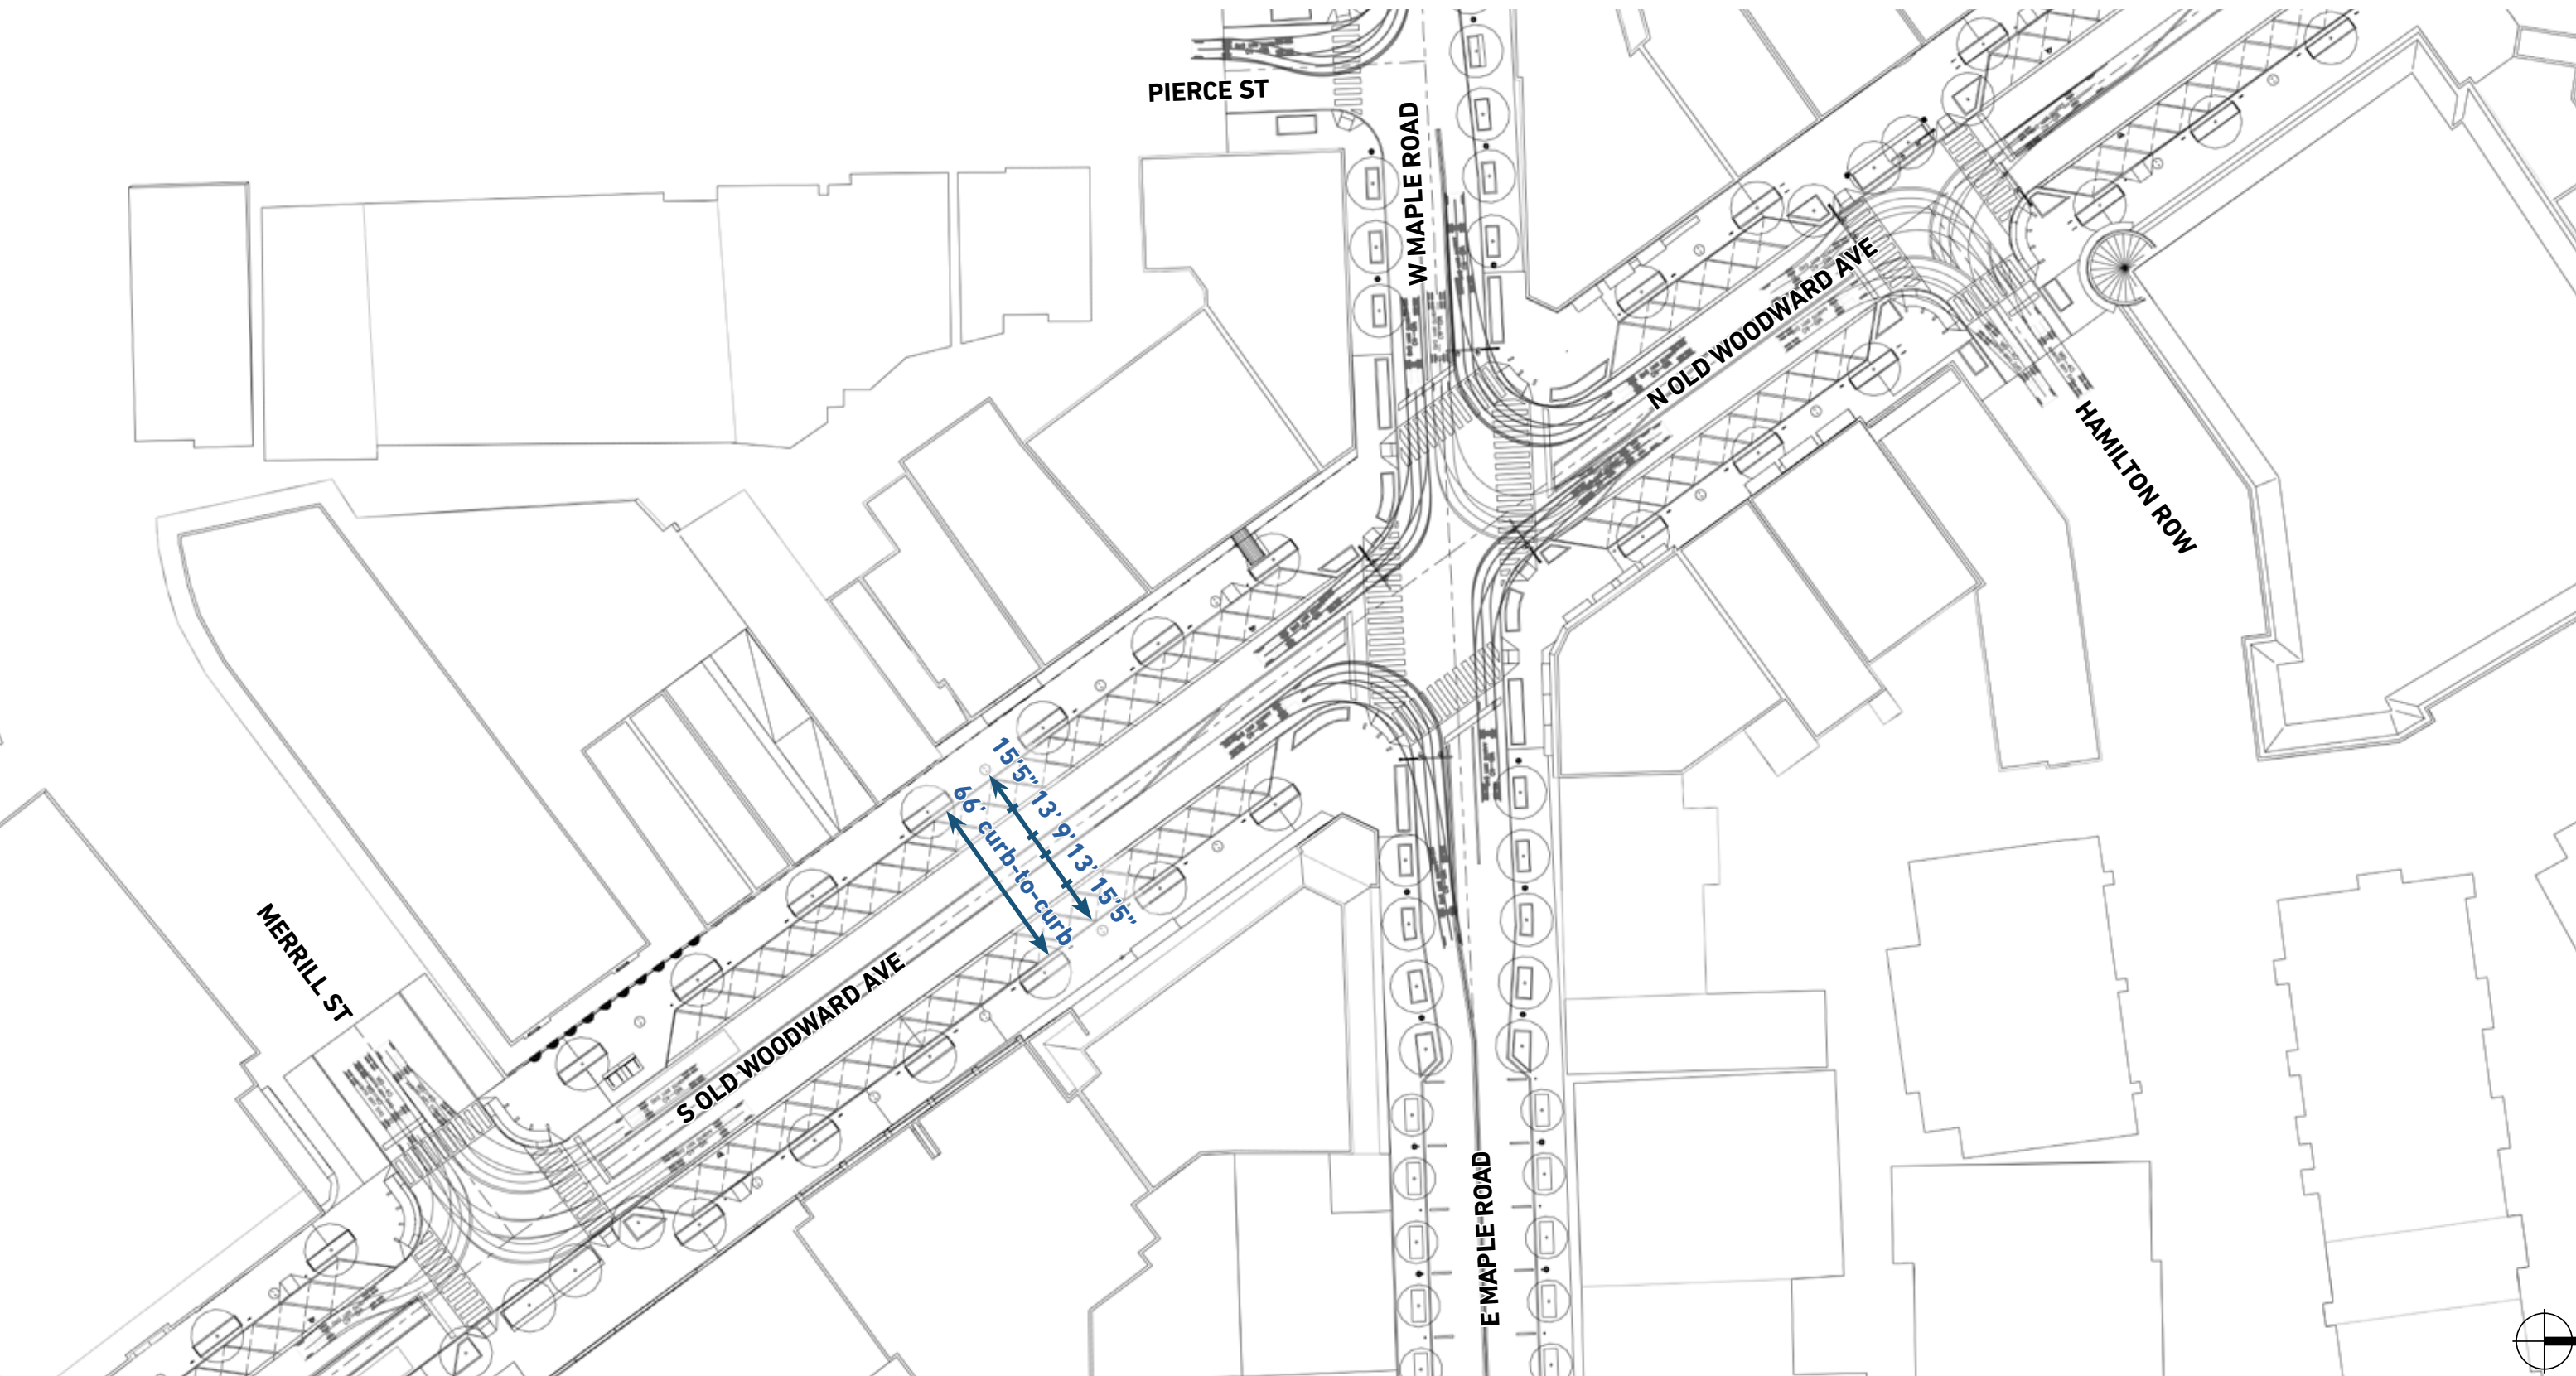 PIERCE ST
W MAPLE ROAD
N OLD WOODWARD AVE
HAMILTON ROW
15'5" 13' 9' 13' 15'5"
66' curb-to-curb
MERRILL ST
S OLD WOODWARD AVE
E MAPLE ROAD